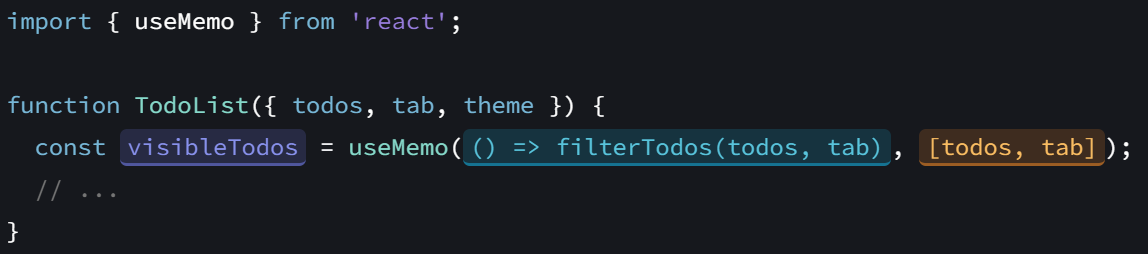 import { useMemo } from 'react';
function TodoList({ todos, tab, theme }) {
const visibleTodos = useMemo(() => filterTodos(todos, tab), [todos, tab]);
// ...
}